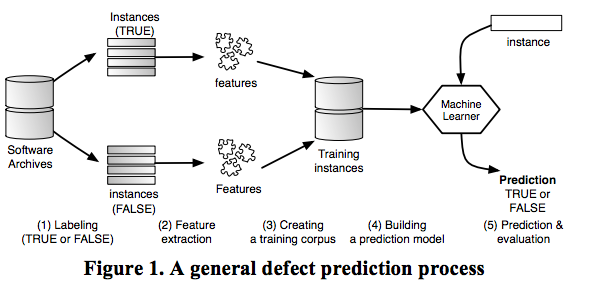 Instances
(TRUE)
features
instance
Machine
Learner
Software
Archives
Training
instances
instances
(FALSE)
Features
Prediction
TRUE or
FALSE
(1) Labeling
(TRUE or FALSE)
(2) Feature
extraction
(3) Creating
a training corpus
(4) Building
a prediction model
(5) Prediction &
evaluation
Figure 1. A general defect prediction process